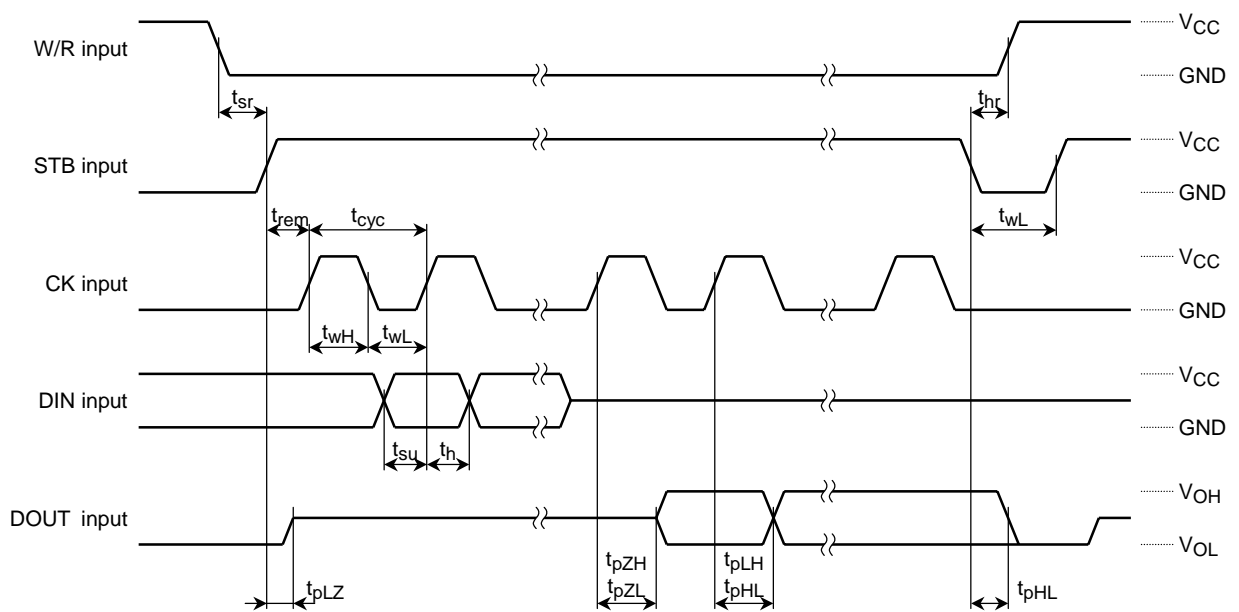 VCC
W/R input
GND
tsr
thr
VCC
STB input
GND
trem
tcyc
twL
VCC
CK input
GND
twH
twL
VCC
DIN input
GND
tsu
th
VOH
DOUT input
VOL
tpZH
tpLH
tpLZ
tpZL
tpHL
tpHL